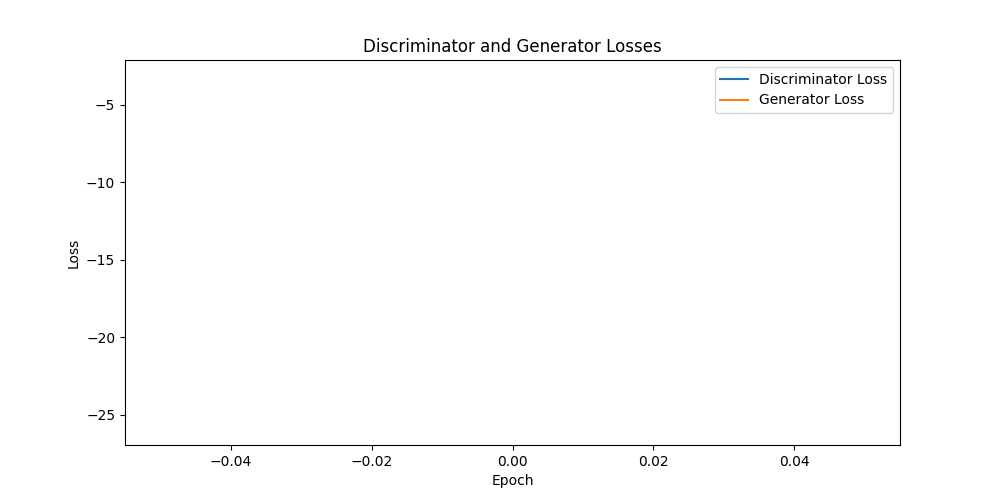 Discriminator and Generator Losses
Discriminator Loss
Generator Loss
−5
−10
−15
−20
−25
Loss
−0.04
−0.02
0.00
0.02
0.04
Epoch